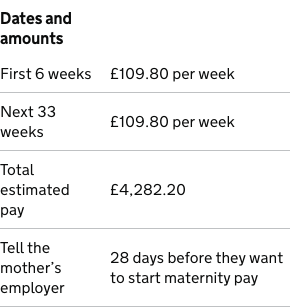 Dates and
amounts
First 6 weeks £109.80 per week
Next 33
weeks
£109.80 per week
Total
estimated
pay
£4,282.20
Tell the
mother’s
employer
28 days before they want
to start maternity pay